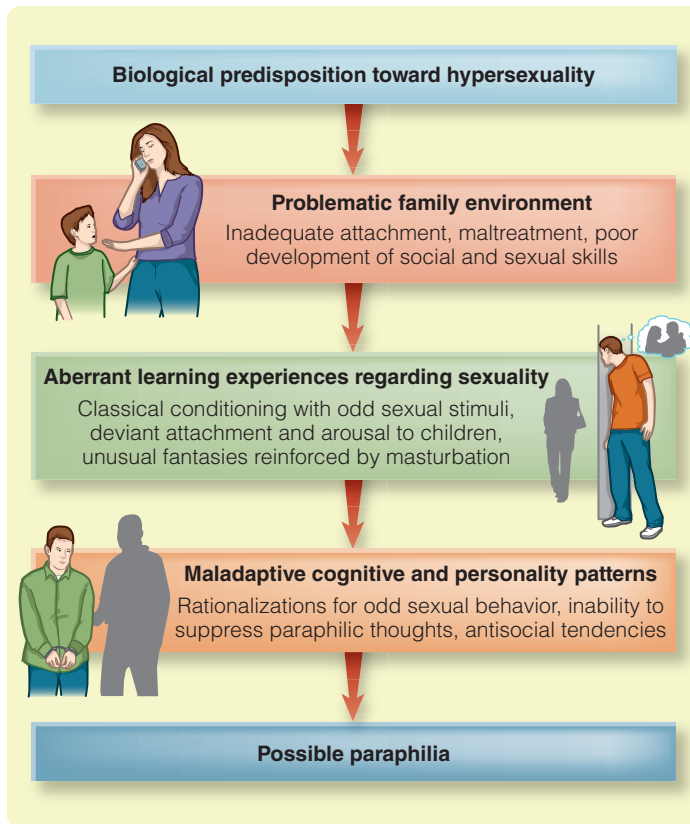 Biological predisposition toward hypersexuality
Problematic family environment
Inadequate attachment, maltreatment, poor
development of social and sexual skills
Aberrant learning experiences regarding sexuality
Classical conditioning with odd sexual stimuli,
deviant attachment and arousal to children,
unusual fantasies reinforced by masturbation
Maladaptive cognitive and personality patterns
Rationalizations for odd sexual behavior, inability to
suppress paraphilic thoughts, antisocial tendencies
Possible paraphilia